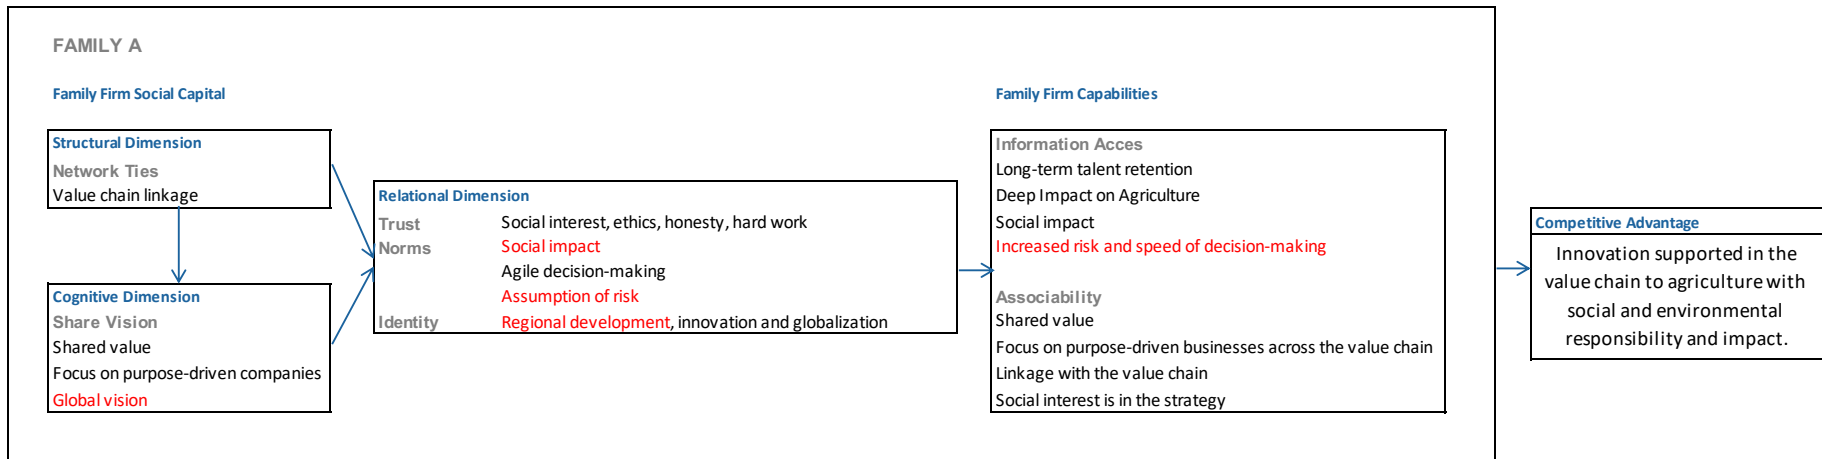 FAMILY A
Family Firm Social Capital
Structural Dimension
Network Ties
Value chain linkage
Cognitive Dimension
Share Vision
Shared value
Focus on purpose-driven companies
Global vision
Relational Dimension
Trust Social interest, ethics, honesty, hard work
Norms Social impact
Agile decision-making
Assumption of risk
Identity Regional development, innovation and globalization
Family Firm Capabilities
Information Acces
Long-term talent retention
Deep Impact on Agriculture
Social impact
Increased risk and speed of decision-making
Associability
Shared value
Focus on purpose-driven businesses across the value chain
Linkage with the value chain
Social interest is in the strategy
Competitive Advantage
Innovation supported in the
value chain to agriculture with
social and environmental
responsibility and impact.